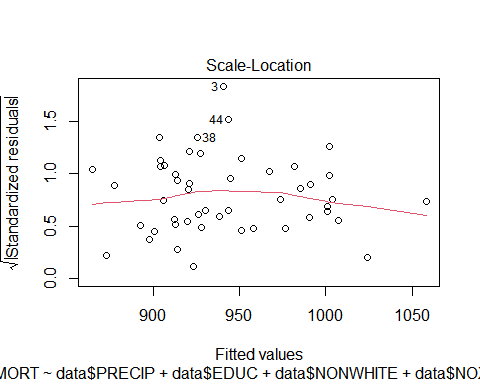 Scale-Location
√|Standardized residuals|
0.0 0.5 1.0 1.5
3
44
38
900 950 1000 1050
Fitted values
MORT ~ data$PRECIP + data$EDUC + data$NONWHITE + data$NOX